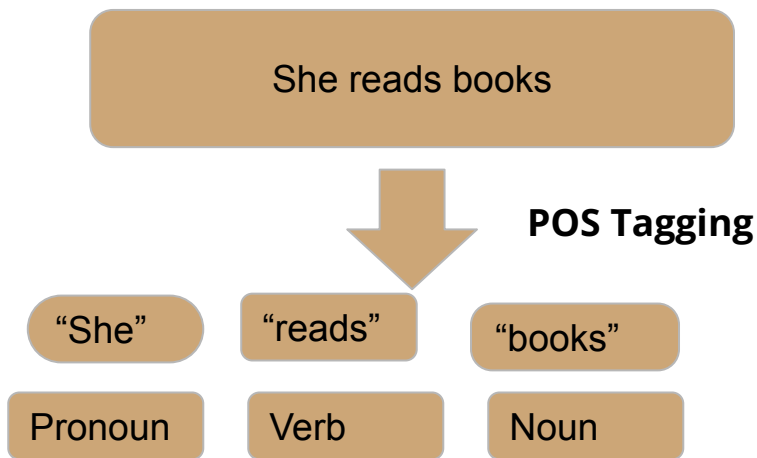 She reads books
POS Tagging
“She” “reads” “books”
Pronoun Verb Noun